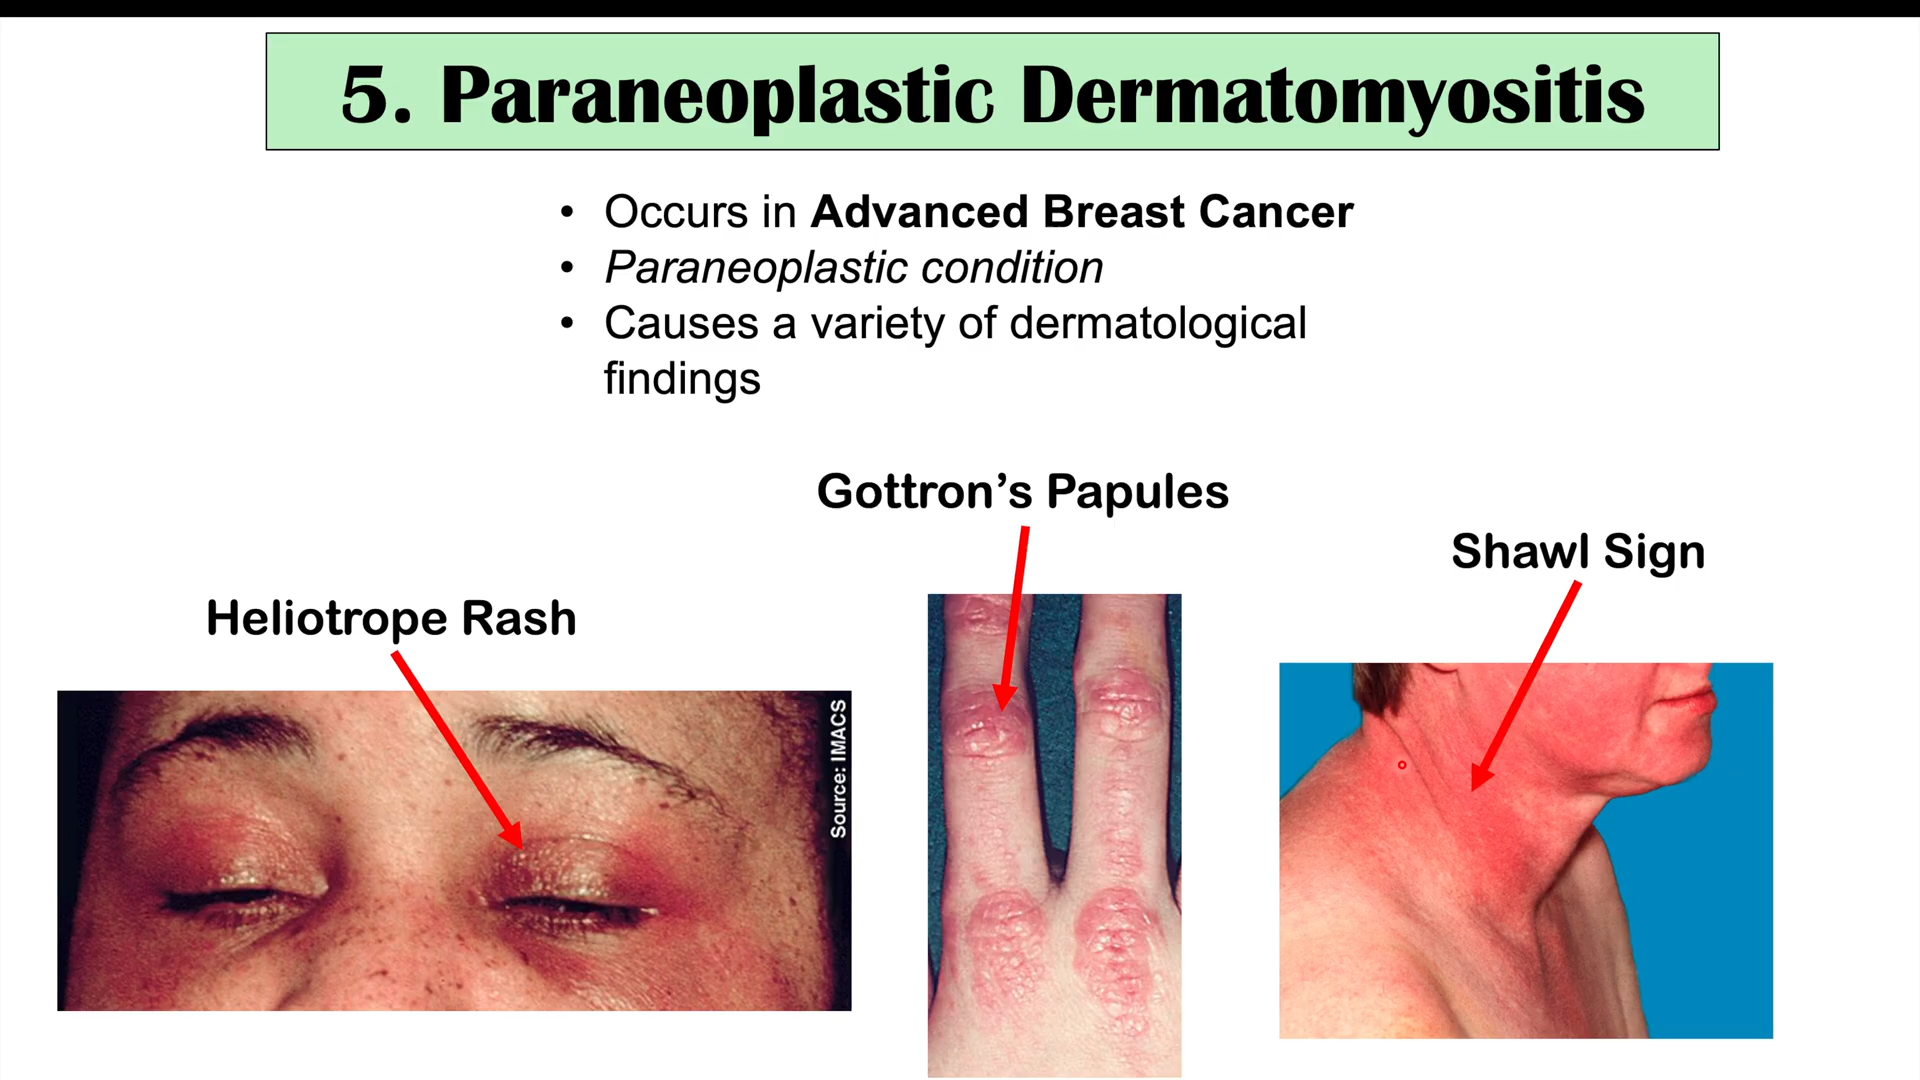 5. Paraneoplastic Dermatomyositis
• Occurs in Advanced Breast Cancer
• Paraneoplastic condition
• Causes a variety of dermatological
findings
Gottron’s Papules
Shawl Sign
Heliotrope Rash
Source: IMACS